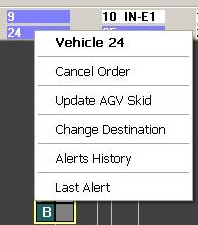 9
10 IN-E1
24
Vehicle 24
Cancel Order
Update AGV Skid
Change Destination
Alerts History
Last Alert
B